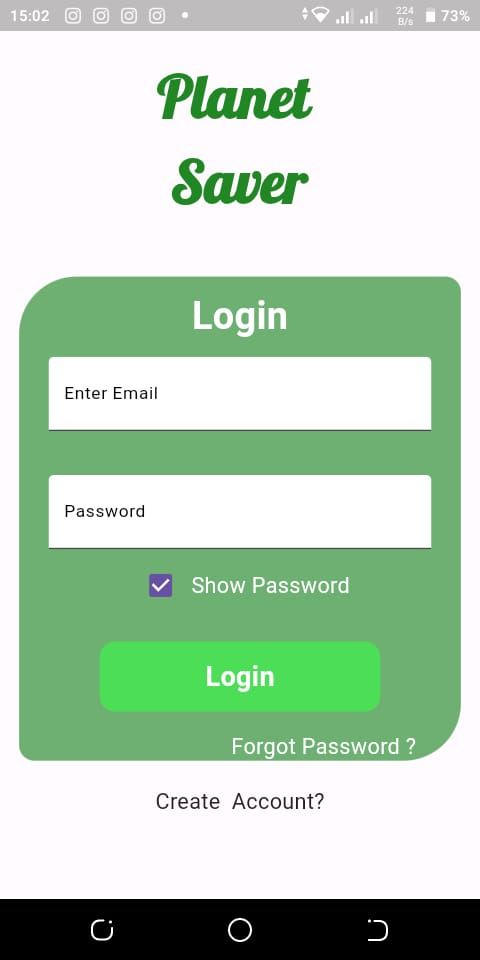 15:02 224 B/s 73%
Planet
Saver
Login
Enter Email
Password
Show Password
Login
Forgot Password ?
Create Account?